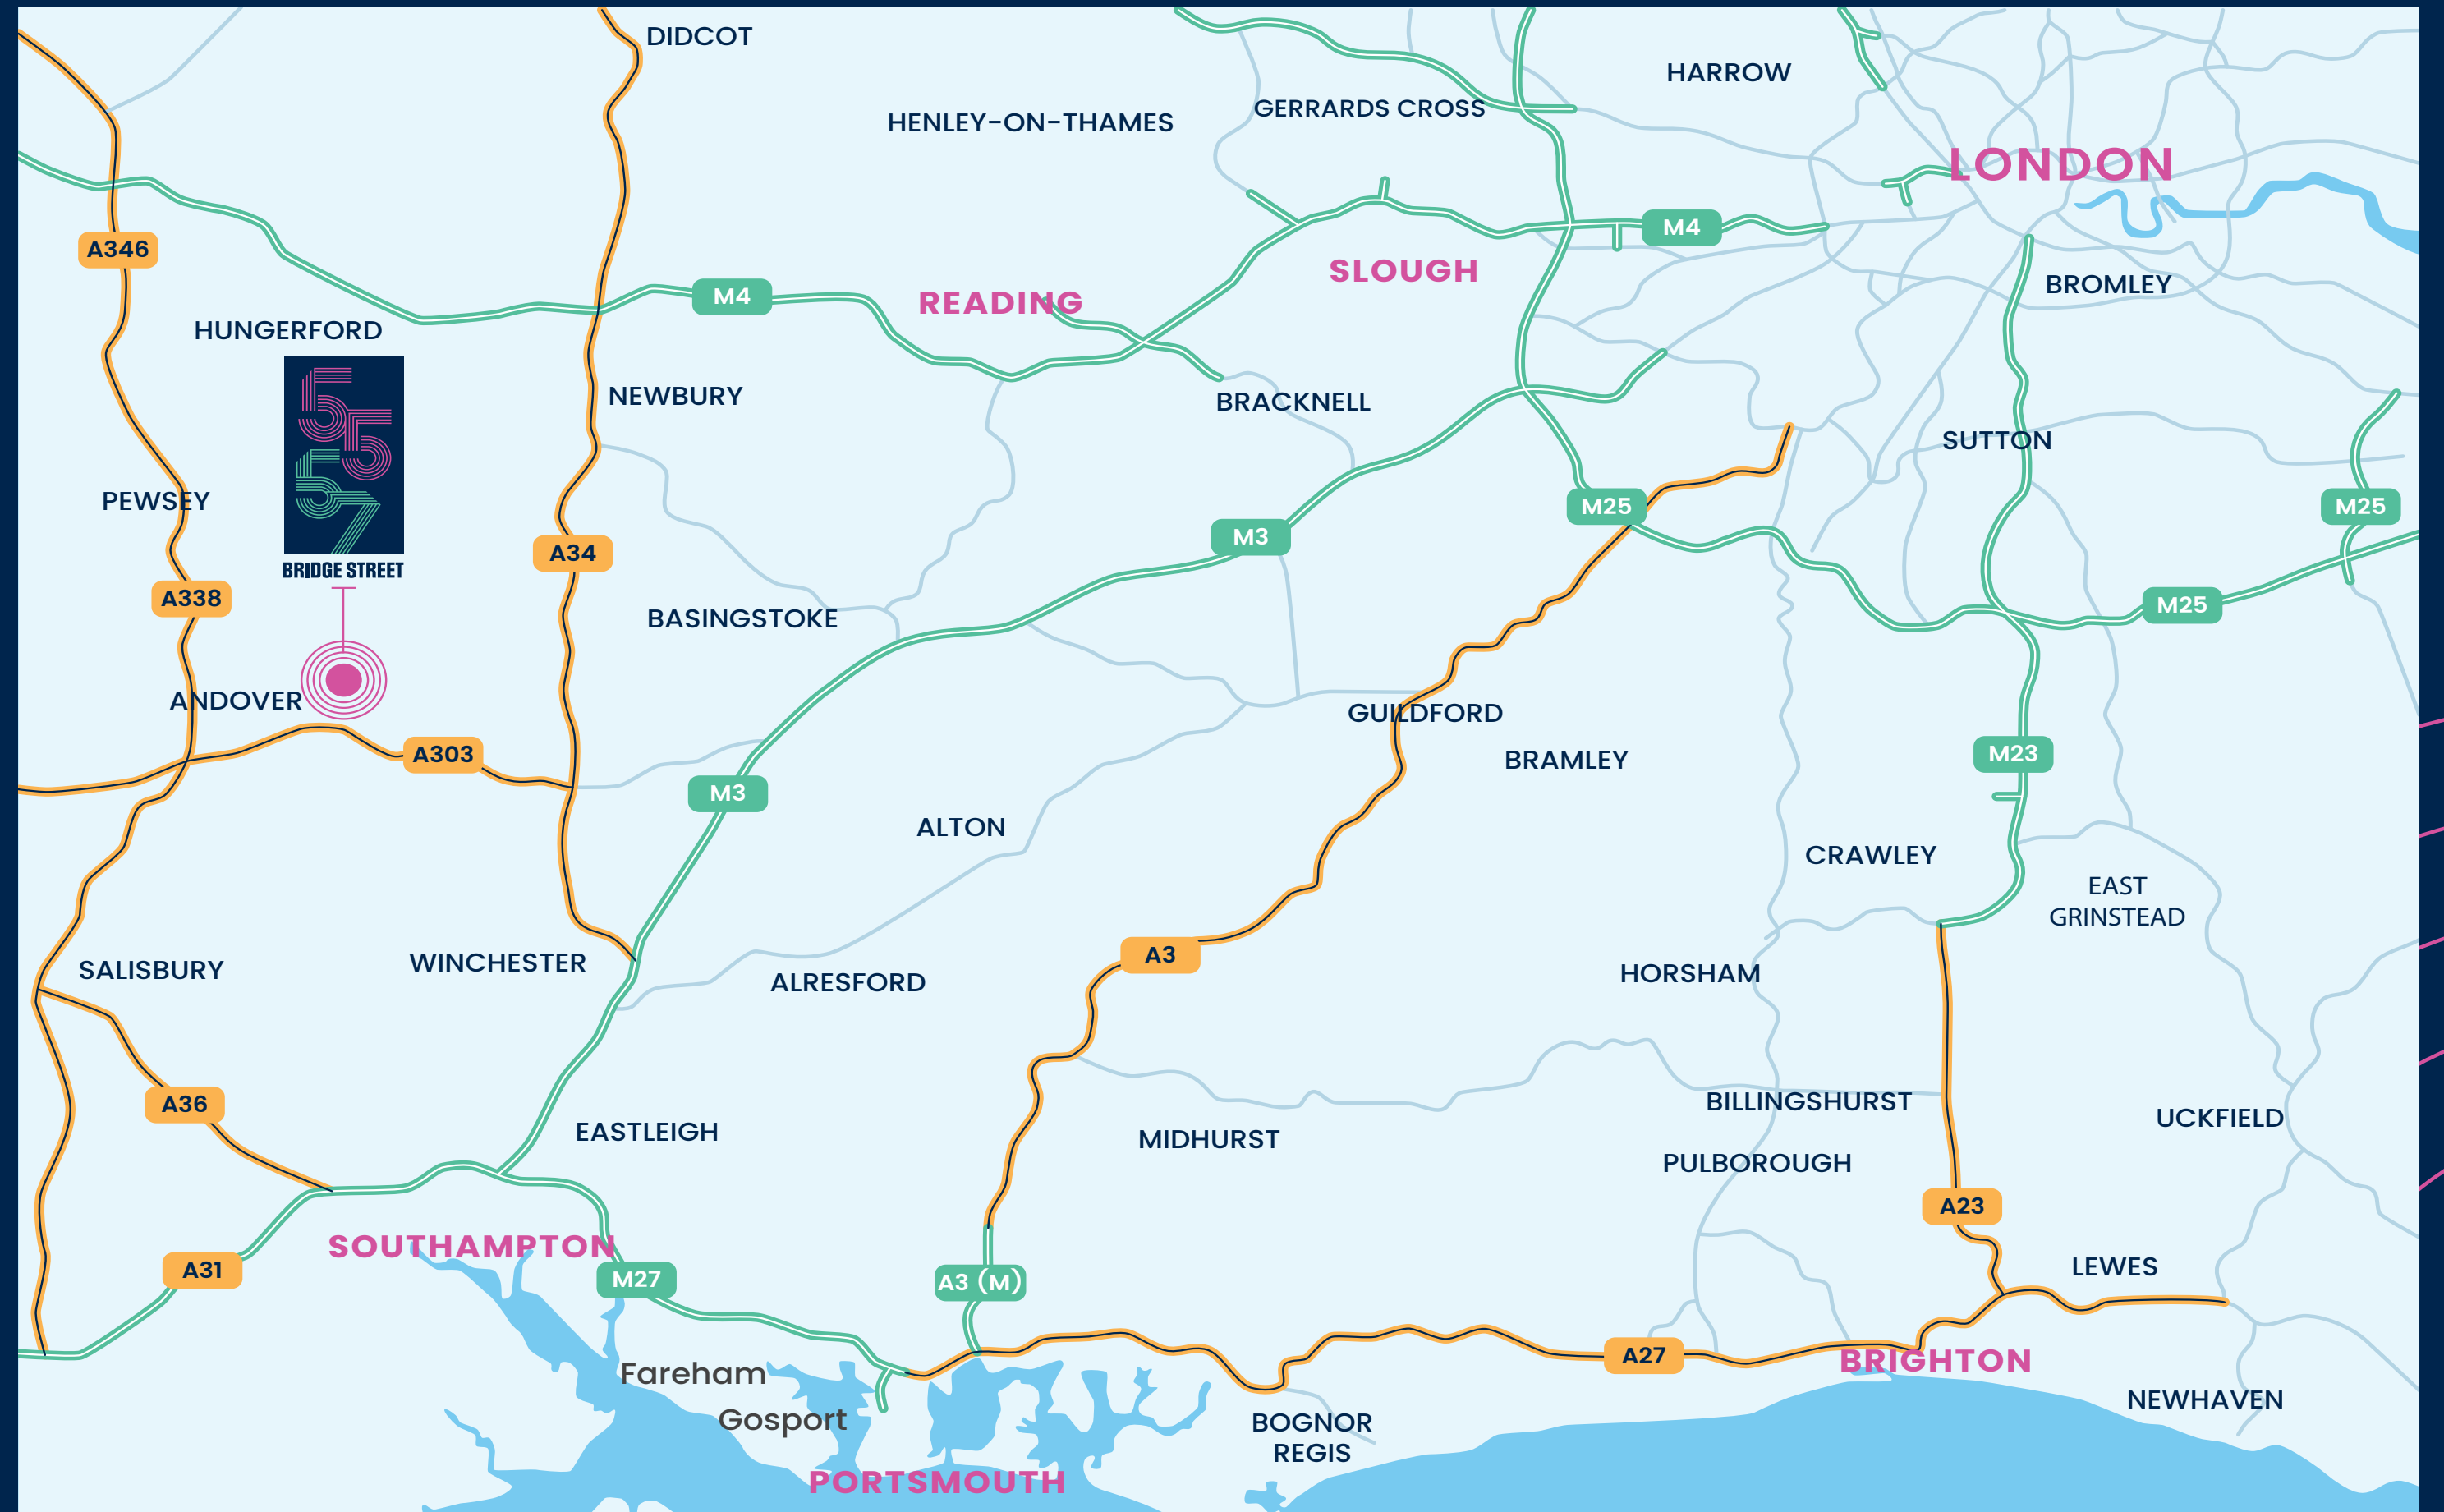 DIDCOT
HARROW
GERRARDS CROSS
HENLEY-ON-THAMES
LONDON
A346
M4
SLOUGH
BROMLEY
M4
READING
HUNGERFORD
NEWBURY
BRACKNELL
55
57
BRIDGE STREET
SUTTON
PEWSEY
M25
M25
M3
A34
A338
M25
BASINGSTOKE
ANDOVER
GUILDFORD
A303
M23
BRAMLEY
M3
ALTON
CRAWLEY
EAST
GRINSTEAD
A3
WINCHESTER
SALISBURY
HORSHAM
ALRESFORD
BILLINGSHURST
A36
UCKFIELD
EASTLEIGH
MIDHURST
PULBOROUGH
A23
SOUTHAMPTON
LEWES
A31
M27
A3 (M)
A27
BRIGHTON
Fareham
NEWHAVEN
Gosport
BOGNOR
REGIS
PORTSMOUTH